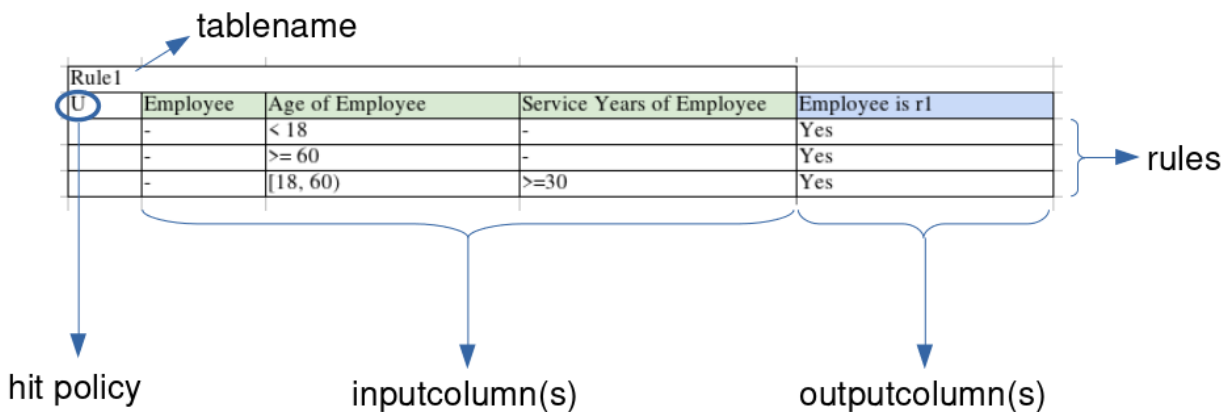 tablename
Rule1
U Employee Age of Employee Service Years of Employee Employee is r1
- < 18 - Yes
- >= 60 - Yes
- [18, 60) >=30 Yes
rules
hit policy inputcolumn(s) outputcolumn(s)